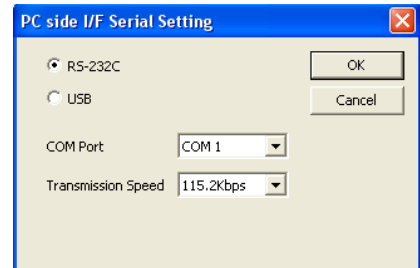 PC side I/F Serial Setting
RS-232C
OK
USB
Cancel
COM Port COM 1
Transmission Speed 115.2Kbps